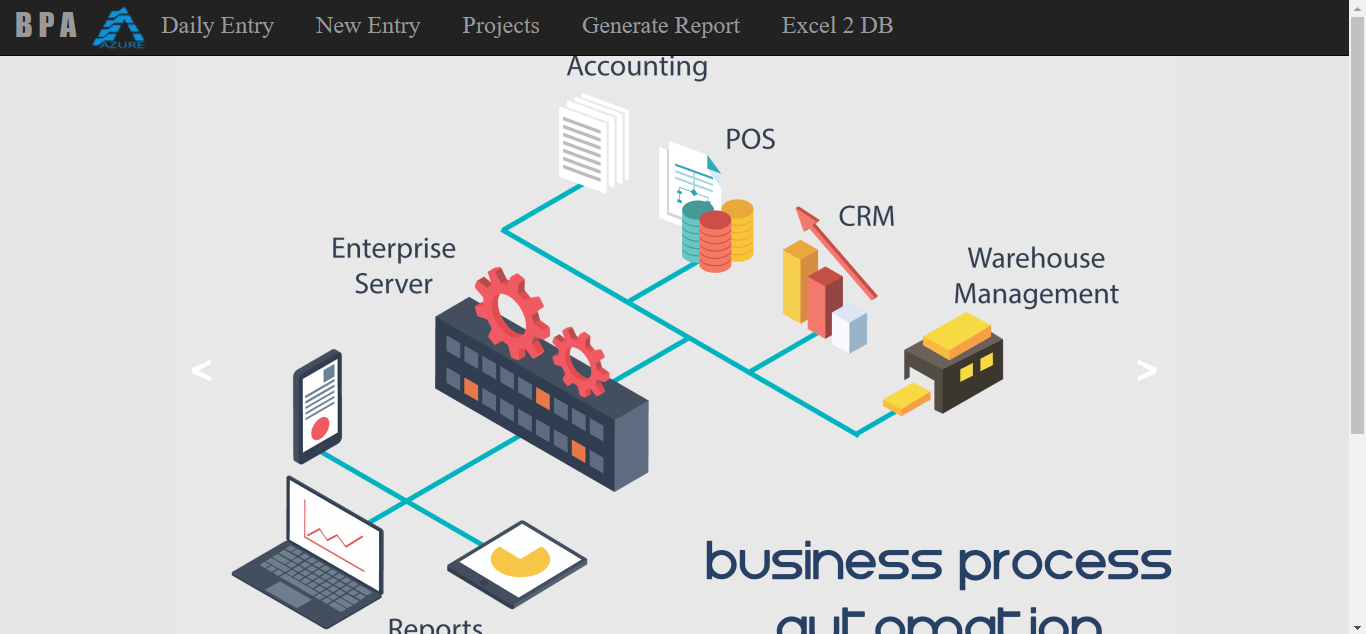 BPA AZURE Daily Entry New Entry Projects Generate Report Excel 2 DB
Accounting
POS
CRM
Enterprise
Server
Warehouse
Management
<
>
business process
automation
Reports